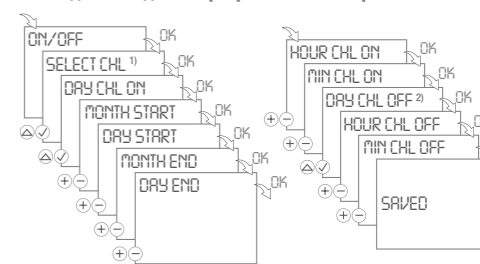 ON/OFF
OK
SELECT CHL 1)
OK
DAY CHL ON
OK
MONTH START
OK
DAY START
OK
MONTH END
OK
DAY END
OK
HOUR CHL ON
OK
MIN CHL ON
OK
DAY CHL OFF 2)
OK
HOUR CHL OFF
MIN CHL OFF
SAVED